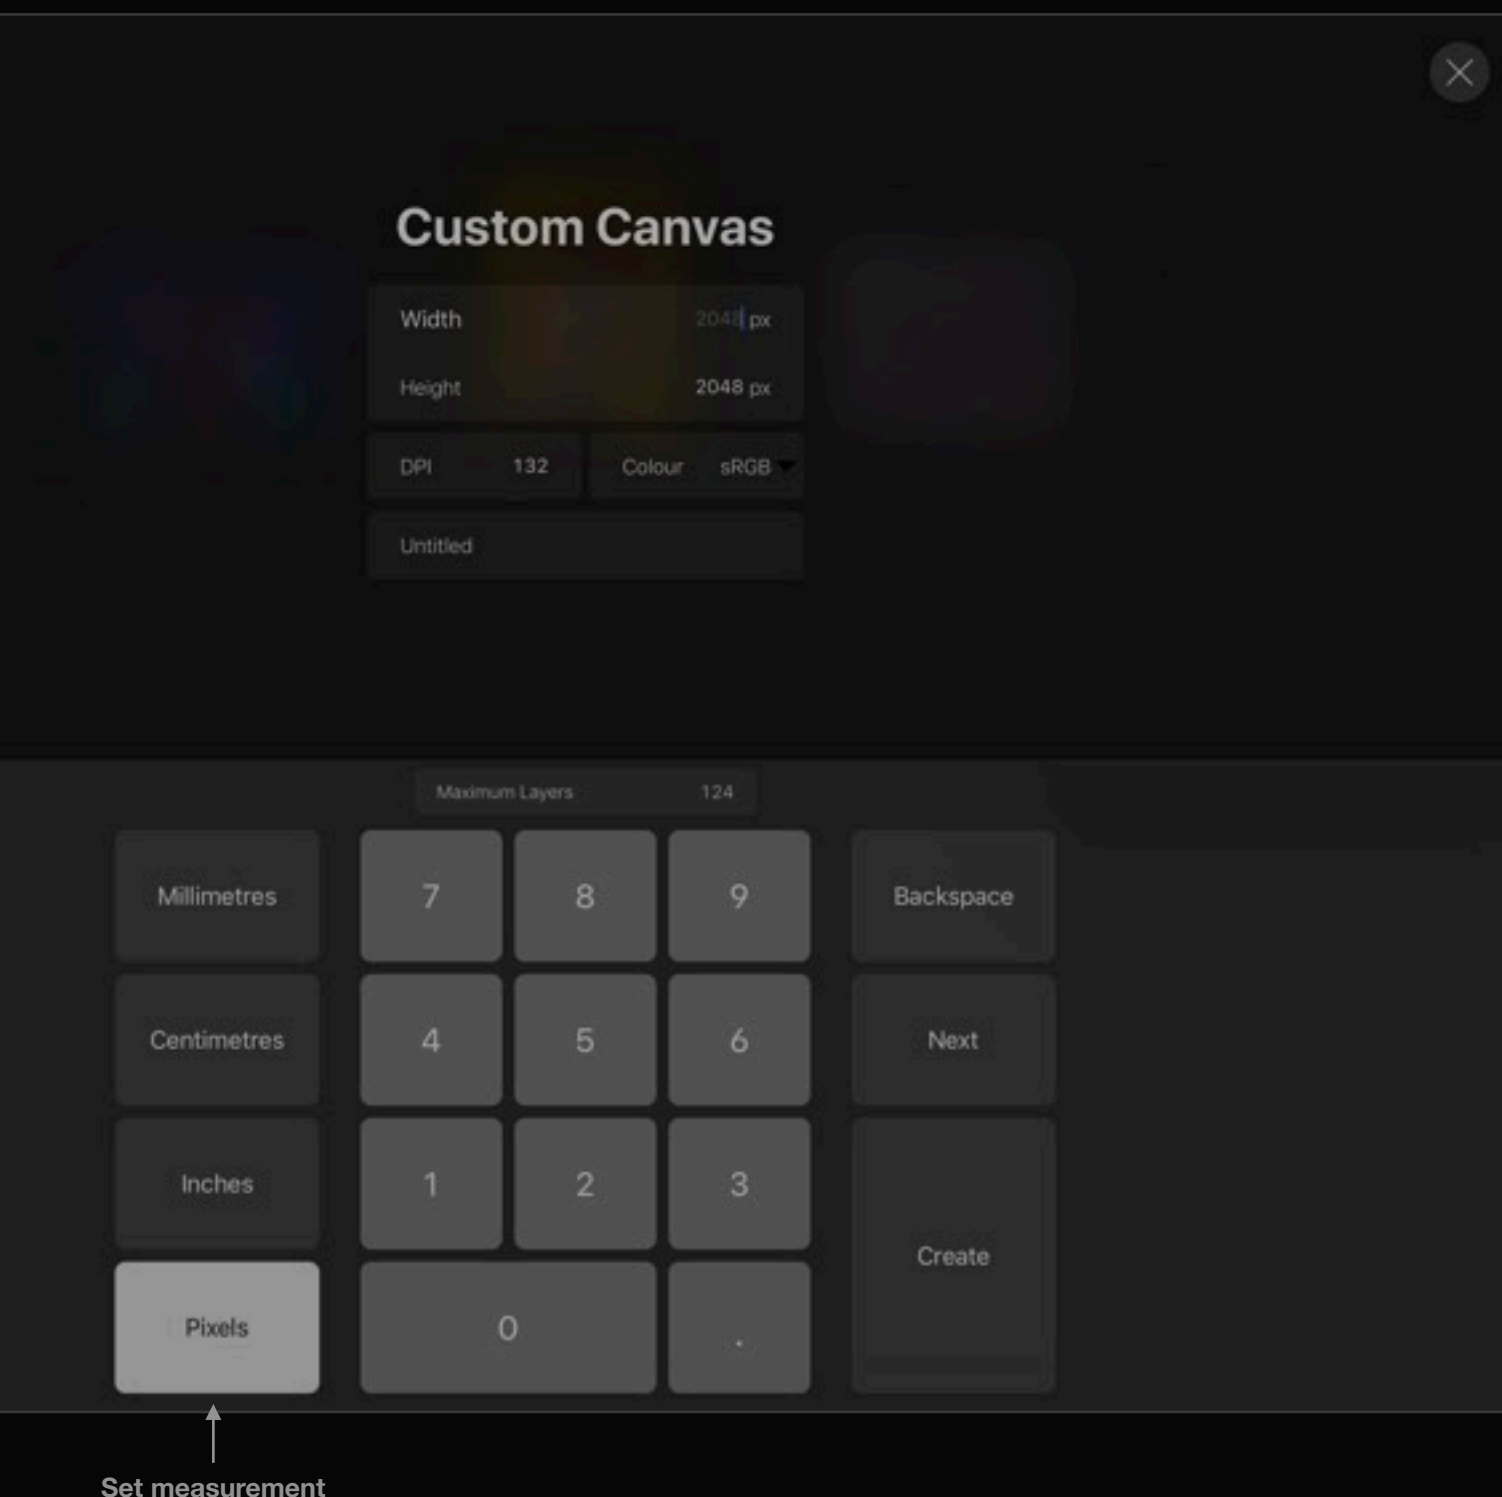 Custom Canvas
Width 2048 px
Height 2048 px
DPI 132 Colour sRGB
Untitled
Maximum Layers 124
Millimetres 7 8 9 Backspace
Centimetres 4 5 6 Next
Inches 1 2 3
Create
Pixels 0 .
Set measurement